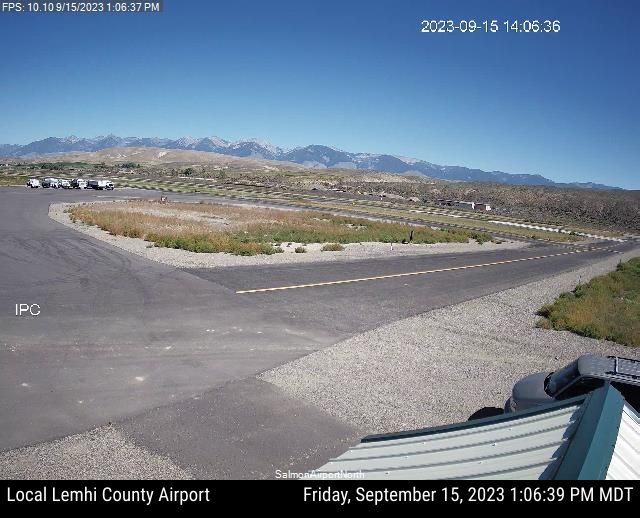 FPS: 10.10 9/15/2023 1:06:37 PM
2023-09-15 14:06:36
IPC
SalmonAirportNorth
Local Lemhi County Airport
Friday, September 15, 2023 1:06:39 PM MDT